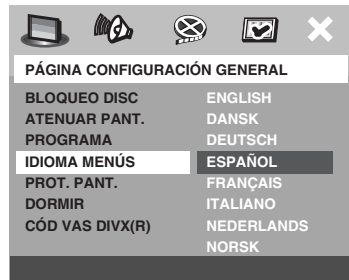 PÁGINA CONFIGURACIÓN GENERAL
BLOQUEO DISC ENGLISH
ATENUAR PANT. DANSK
PROGRAMA DEUTSCH
IDIOMA MENÚS ESPAÑOL
PROT. PANT. FRANÇAIS
DORMIR ITALIANO
CÓD VAS DIVX(R) NEDERLANDS
NORSK